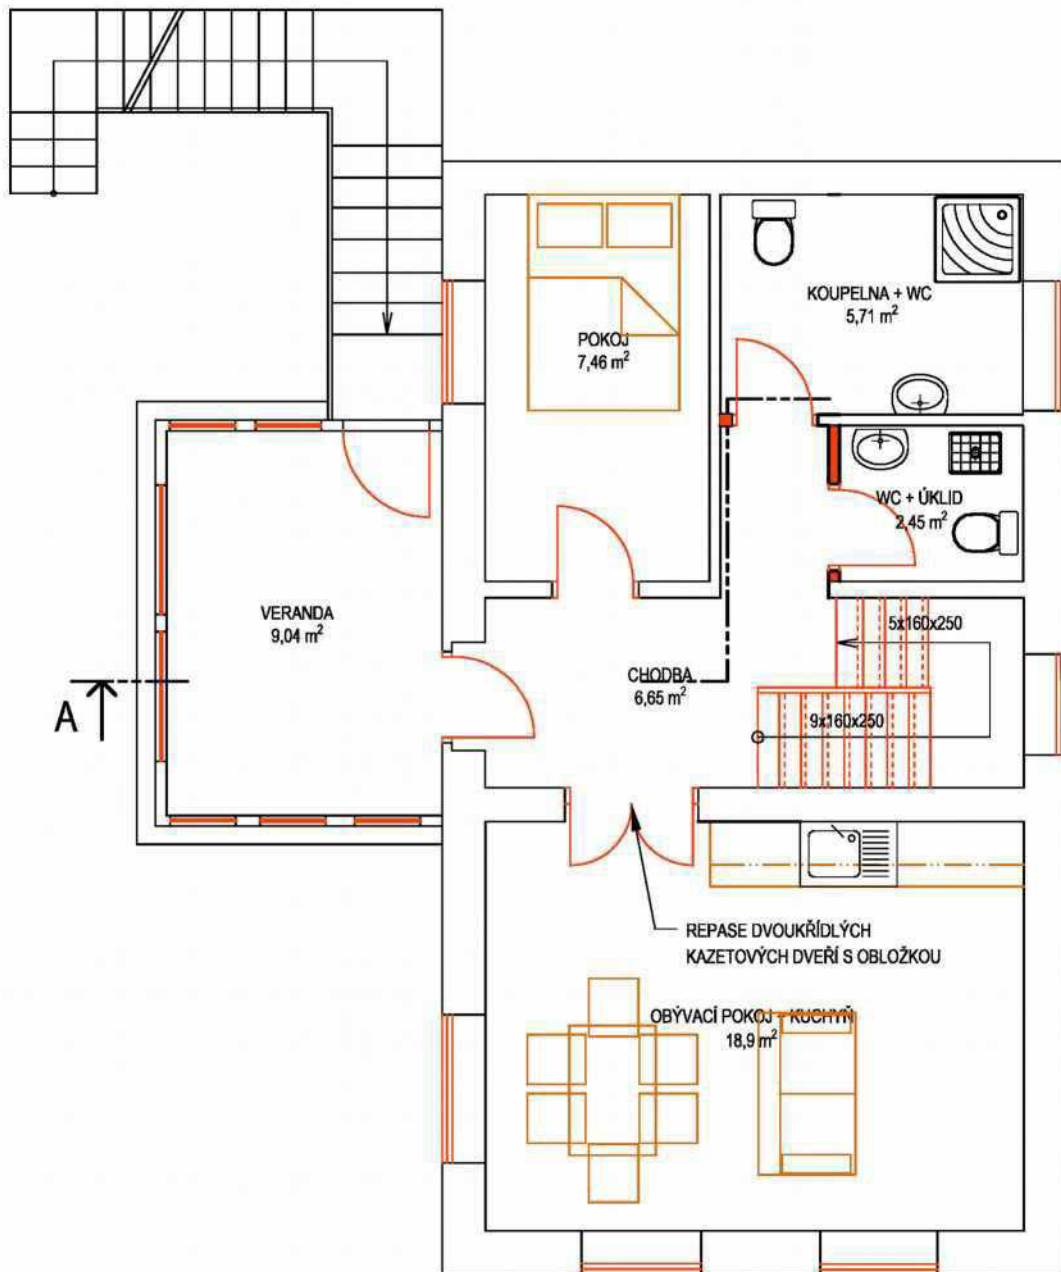 KOUPELNA + WC
5,71 m²
POKOJ
7,46 m²
WC + ÚKLID
2,45 m²
VERANDA
9,04 m²
5x160x250
CHODBA
6,65 m²
A
9x160x250
REPASE DVOUKŘÍDLÝCH
KAZETOVÝCH DVEŘÍ S OBLOŽKOU
OBÝVACÍ POKOJ + KUCHYŇ
18,9 m²